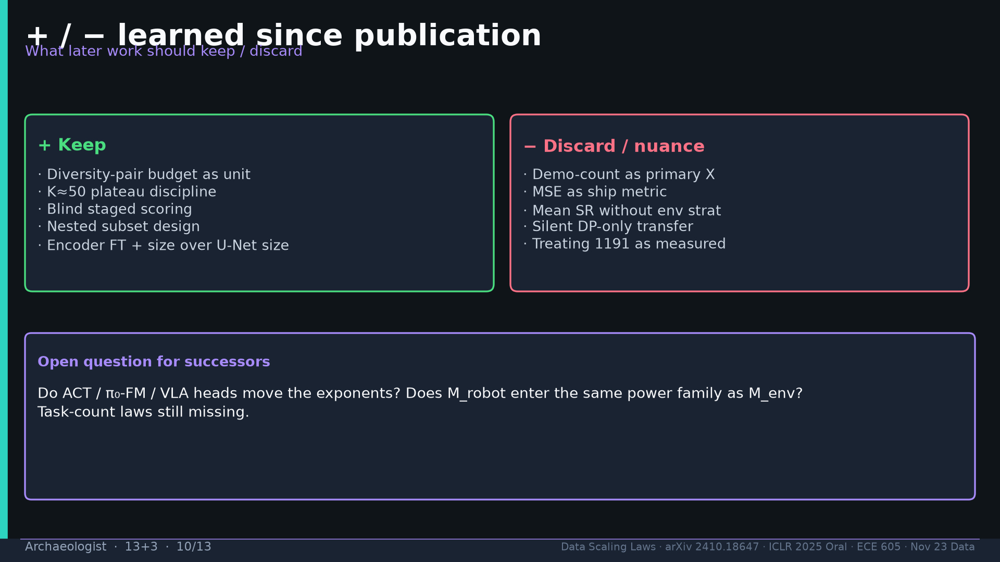 + / − learned since publication
What later work should keep / discard
+ Keep
· Diversity-pair budget as unit
· K≈50 plateau discipline
· Blind staged scoring
· Nested subset design
· Encoder FT + size over U-Net size
− Discard / nuance
· Demo-count as primary X
· MSE as ship metric
· Mean SR without env strat
· Silent DP-only transfer
· Treating 1191 as measured
Open question for successors
Do ACT / π₀-FM / VLA heads move the exponents? Does M_robot enter the same power family as M_env?
Task-count laws still missing.
Archaeologist · 13+3 · 10/13
Data Scaling Laws · arXiv 2410.18647 · ICLR 2025 Oral · ECE 605 · Nov 23 Data